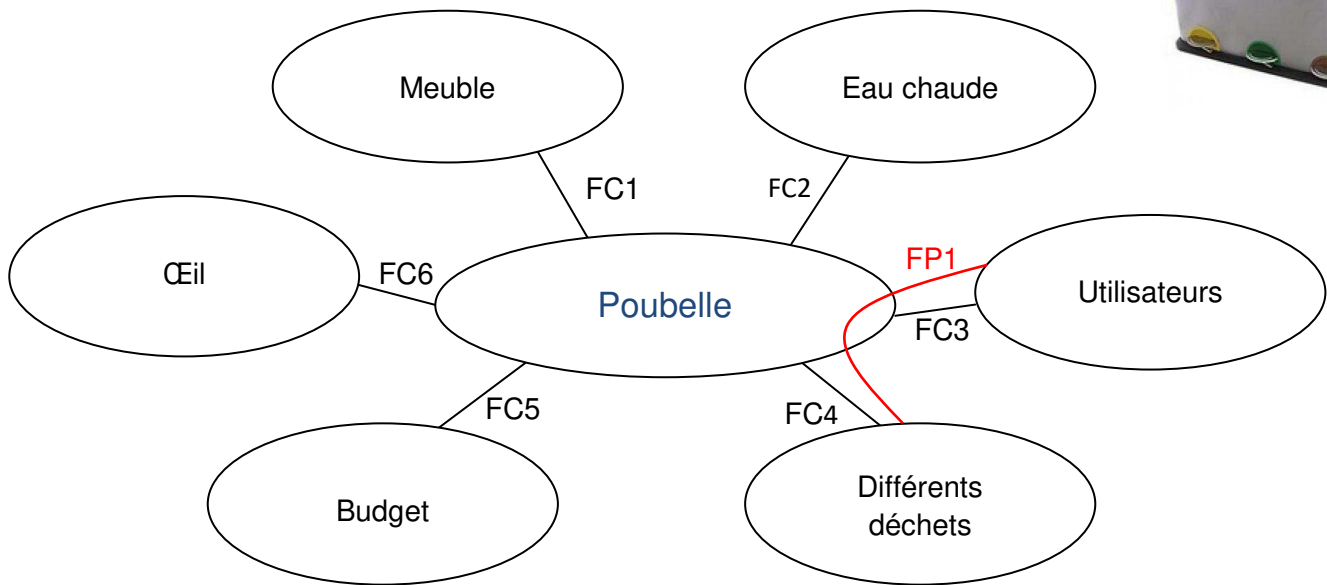 Meuble
Eau chaude
FC1
FC2
Œil
FC6
FP1
Utilisateurs
Poubelle
FC3
FC5
FC4
Budget
Différents
déchets